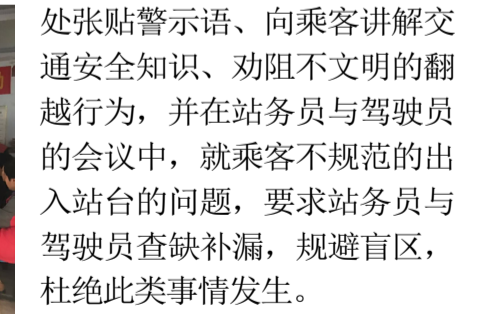 处张贴警示语、向乘客讲解交
通安全知识、劝阻不文明的翻
越行为，并在站务员与驾驶员
的会议中，就乘客不规范的出
入站台的问题，要求站务员与
驾驶员查缺补漏，规避盲区，
杜绝此类事情发生。